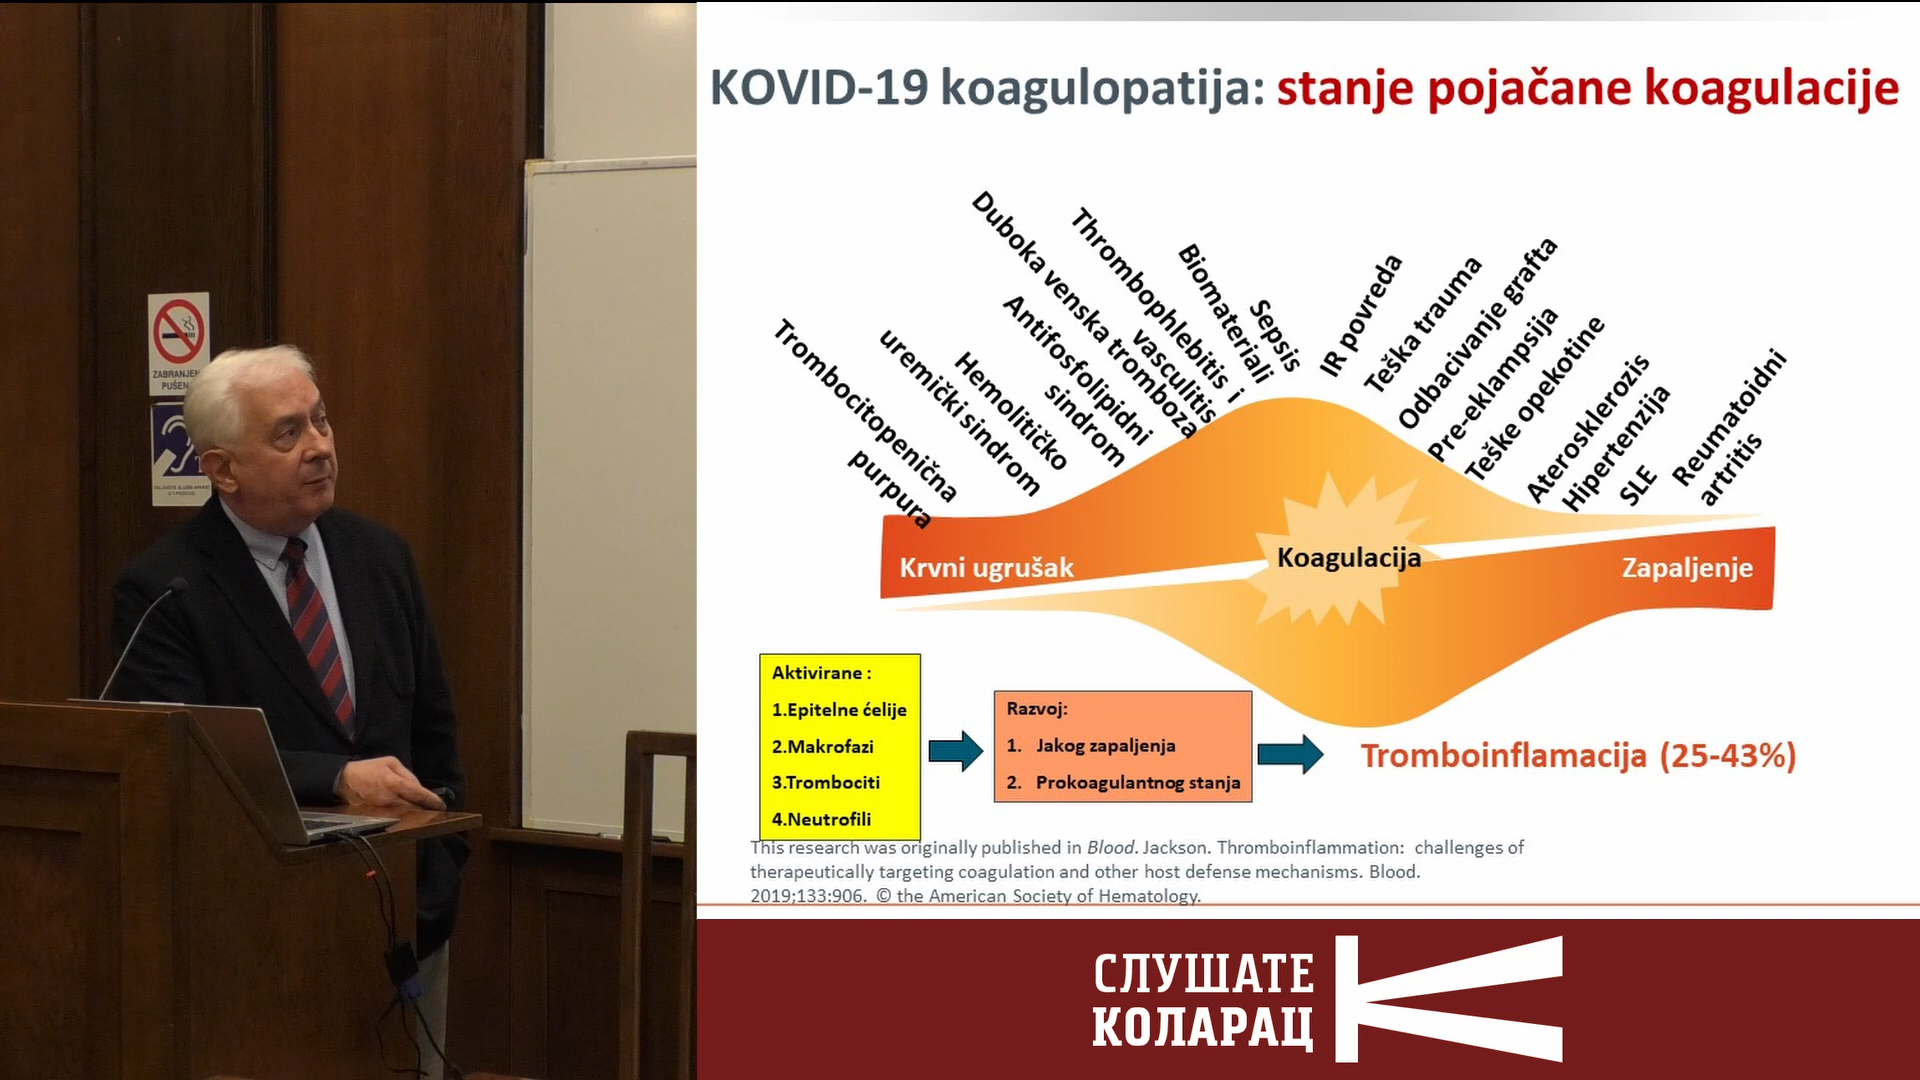 KOVID-19 koagulopatija: stanje pojačane koagulacije
Trombocitopenična
purpura
Hemolitičko
uremički sindrom
Antifosfolipidni
sindrom
Duboka venska tromboza
Thrombophlebitis i
vasculitis
Biomateriali
Sepsis
IR povreda
Teška trauma
Odbacivanje grafta
Pre-eklampsija
Teške opekotine
Aterosklerozis
Hipertenzija
SLE
Reumatoidni
artritis
Krvni ugrušak
Koagulacija
Zapaljenje
Aktivirane :
1.Epitelne ćelije
2.Makrofazi
3.Trombociti
4.Neutrofili
Razvoj:
1. Jakog zapaljenja
2. Prokoagulantnog stanja
Tromboinflamacija (25-43%)
This research was originally published in Blood. Jackson. Thromboinflammation: challenges of
therapeutically targeting coagulation and other host defense mechanisms. Blood.
2019;133:906. © the American Society of Hematology.
СЛУШАТЕ
КОЛАРАЦ
ZABRANJENO